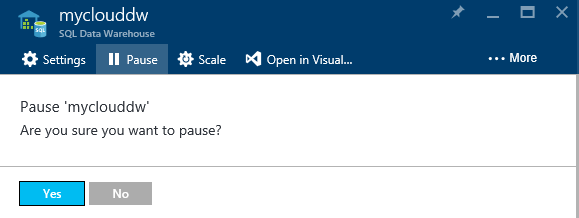 myclouddw
SQL Data Warehouse
SQL
Settings
Pause
Scale
Open in Visual...
··· More
Pause 'myclouddw'
Are you sure you want to pause?
Yes
No